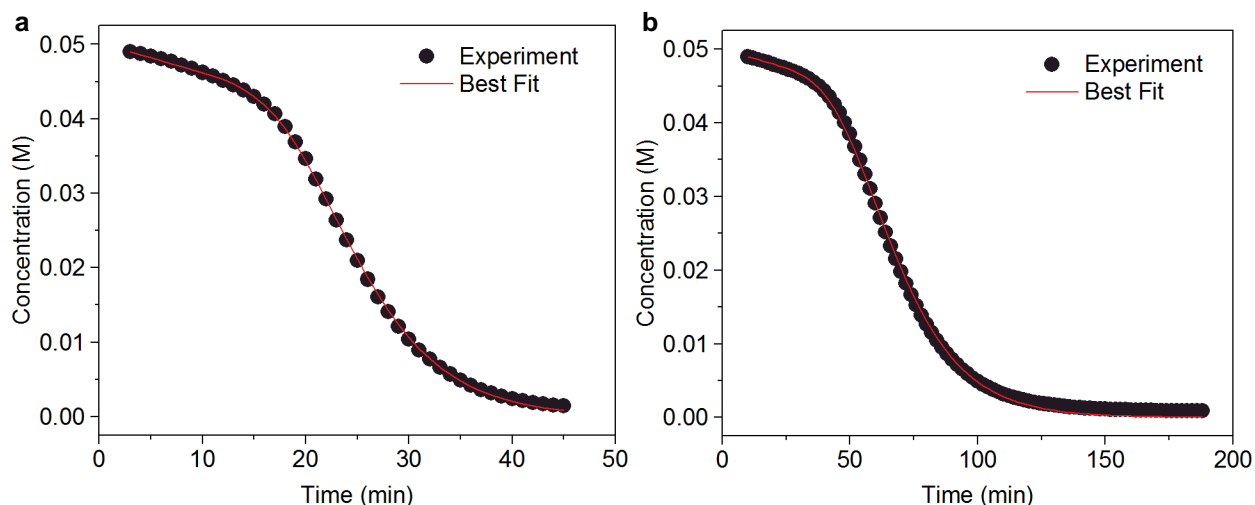 a
0.05
0.04
0.03
0.02
0.01
0.00
0
10
20
30
40
50
Concentration (M)
Time (min)
Experiment
Best Fit
b
0.05
0.04
0.03
0.02
0.01
0.00
0
50
100
150
200
Concentration (M)
Time (min)
Experiment
Best Fit